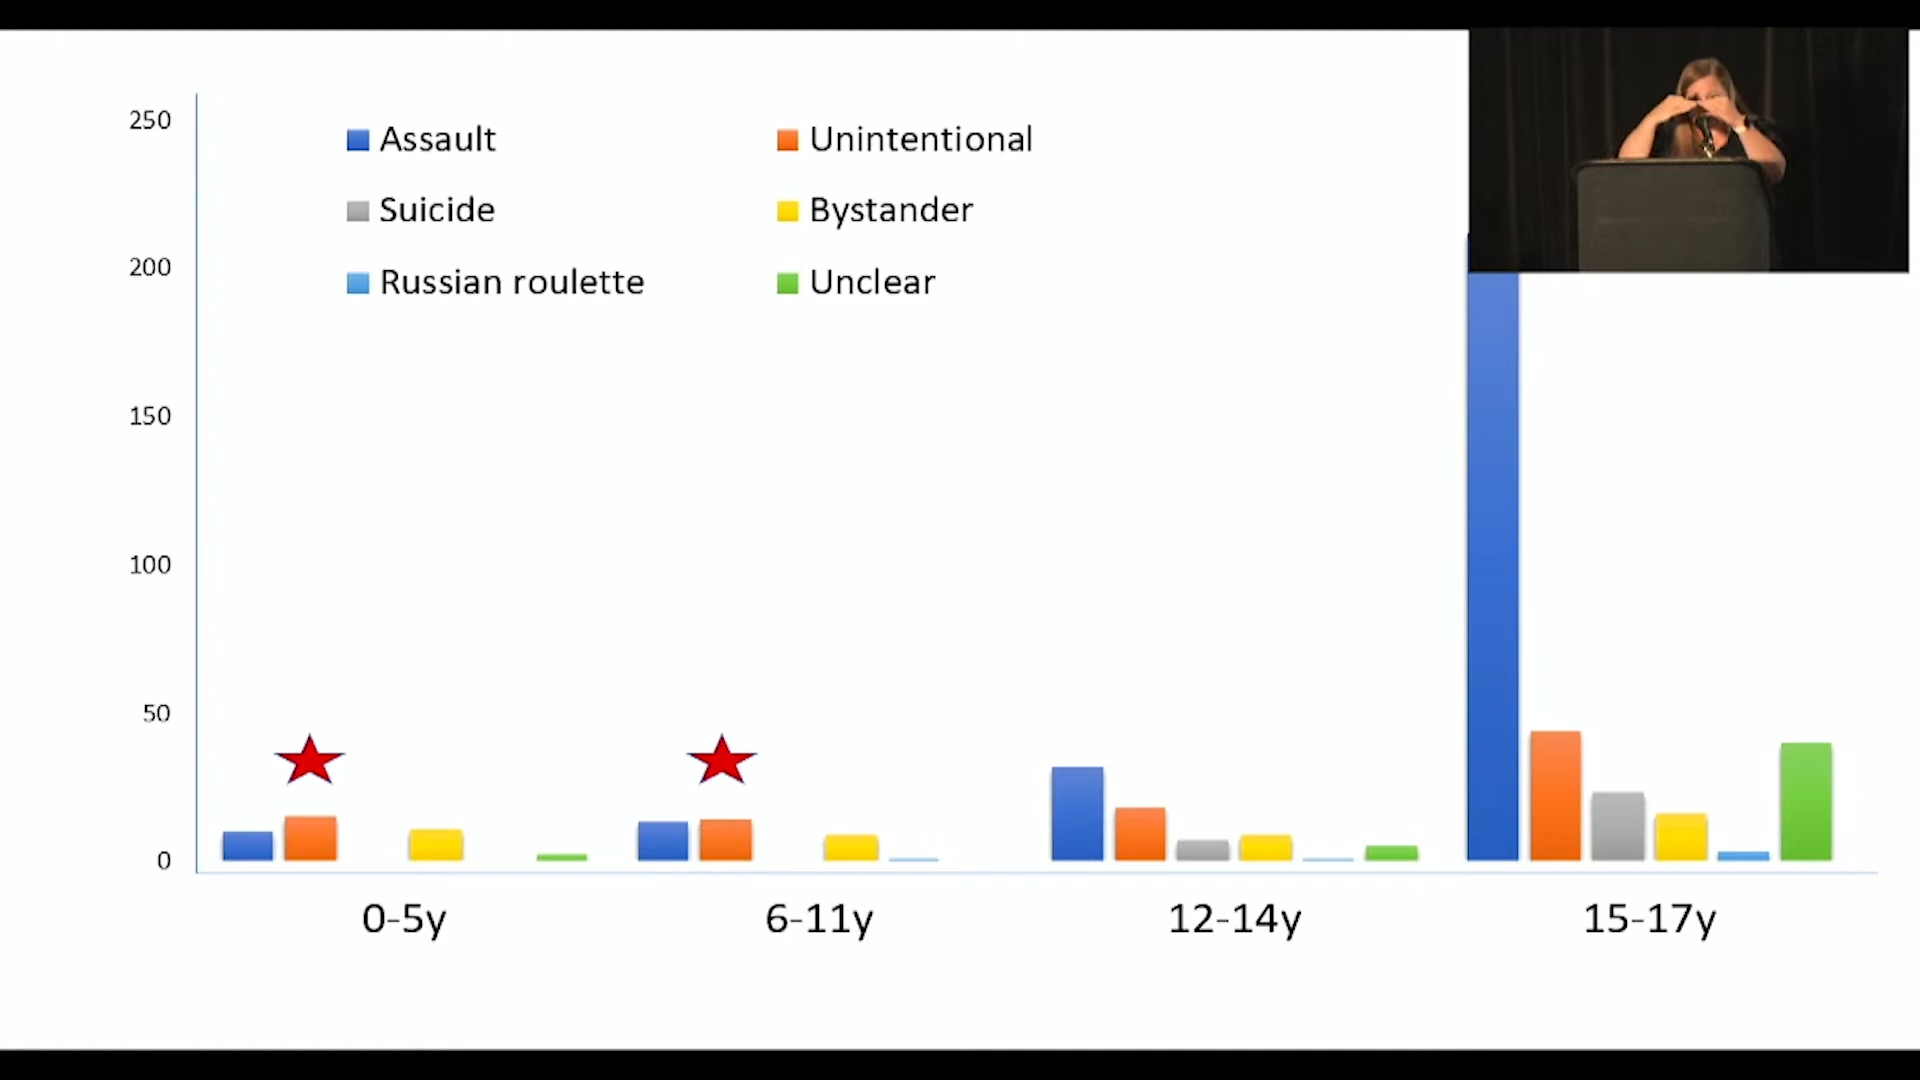 250
Assault
Unintentional
Suicide
Bystander
200
Russian roulette
Unclear
150
100
50
0
0-5y
6-11y
12-14y
15-17y